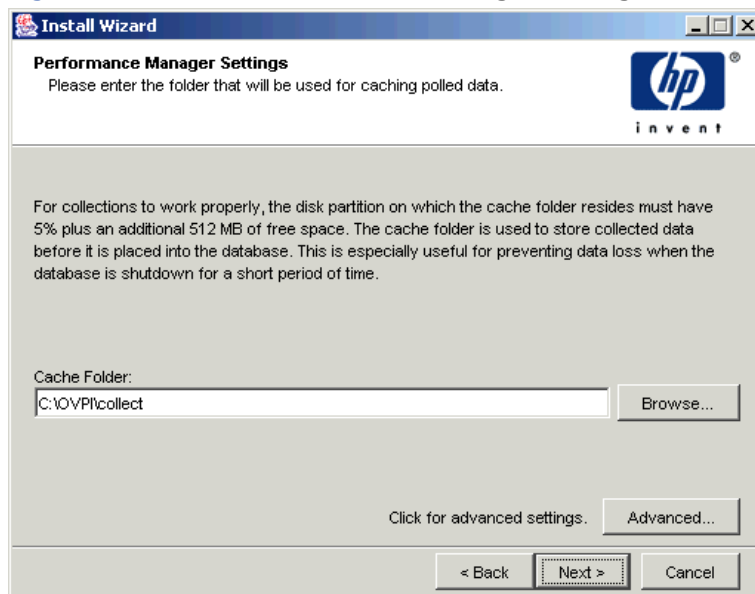 Install Wizard
Performance Manager Settings
Please enter the folder that will be used for caching polled data.
hp
®
invent
For collections to work properly, the disk partition on which the cache folder resides must have
5% plus an additional 512 MB of free space. The cache folder is used to store collected data
before it is placed into the database. This is especially useful for preventing data loss when the
database is shutdown for a short period of time.
Cache Folder:
C:\OVPI\collect
Browse...
Click for advanced settings. Advanced...
< Back Next > Cancel